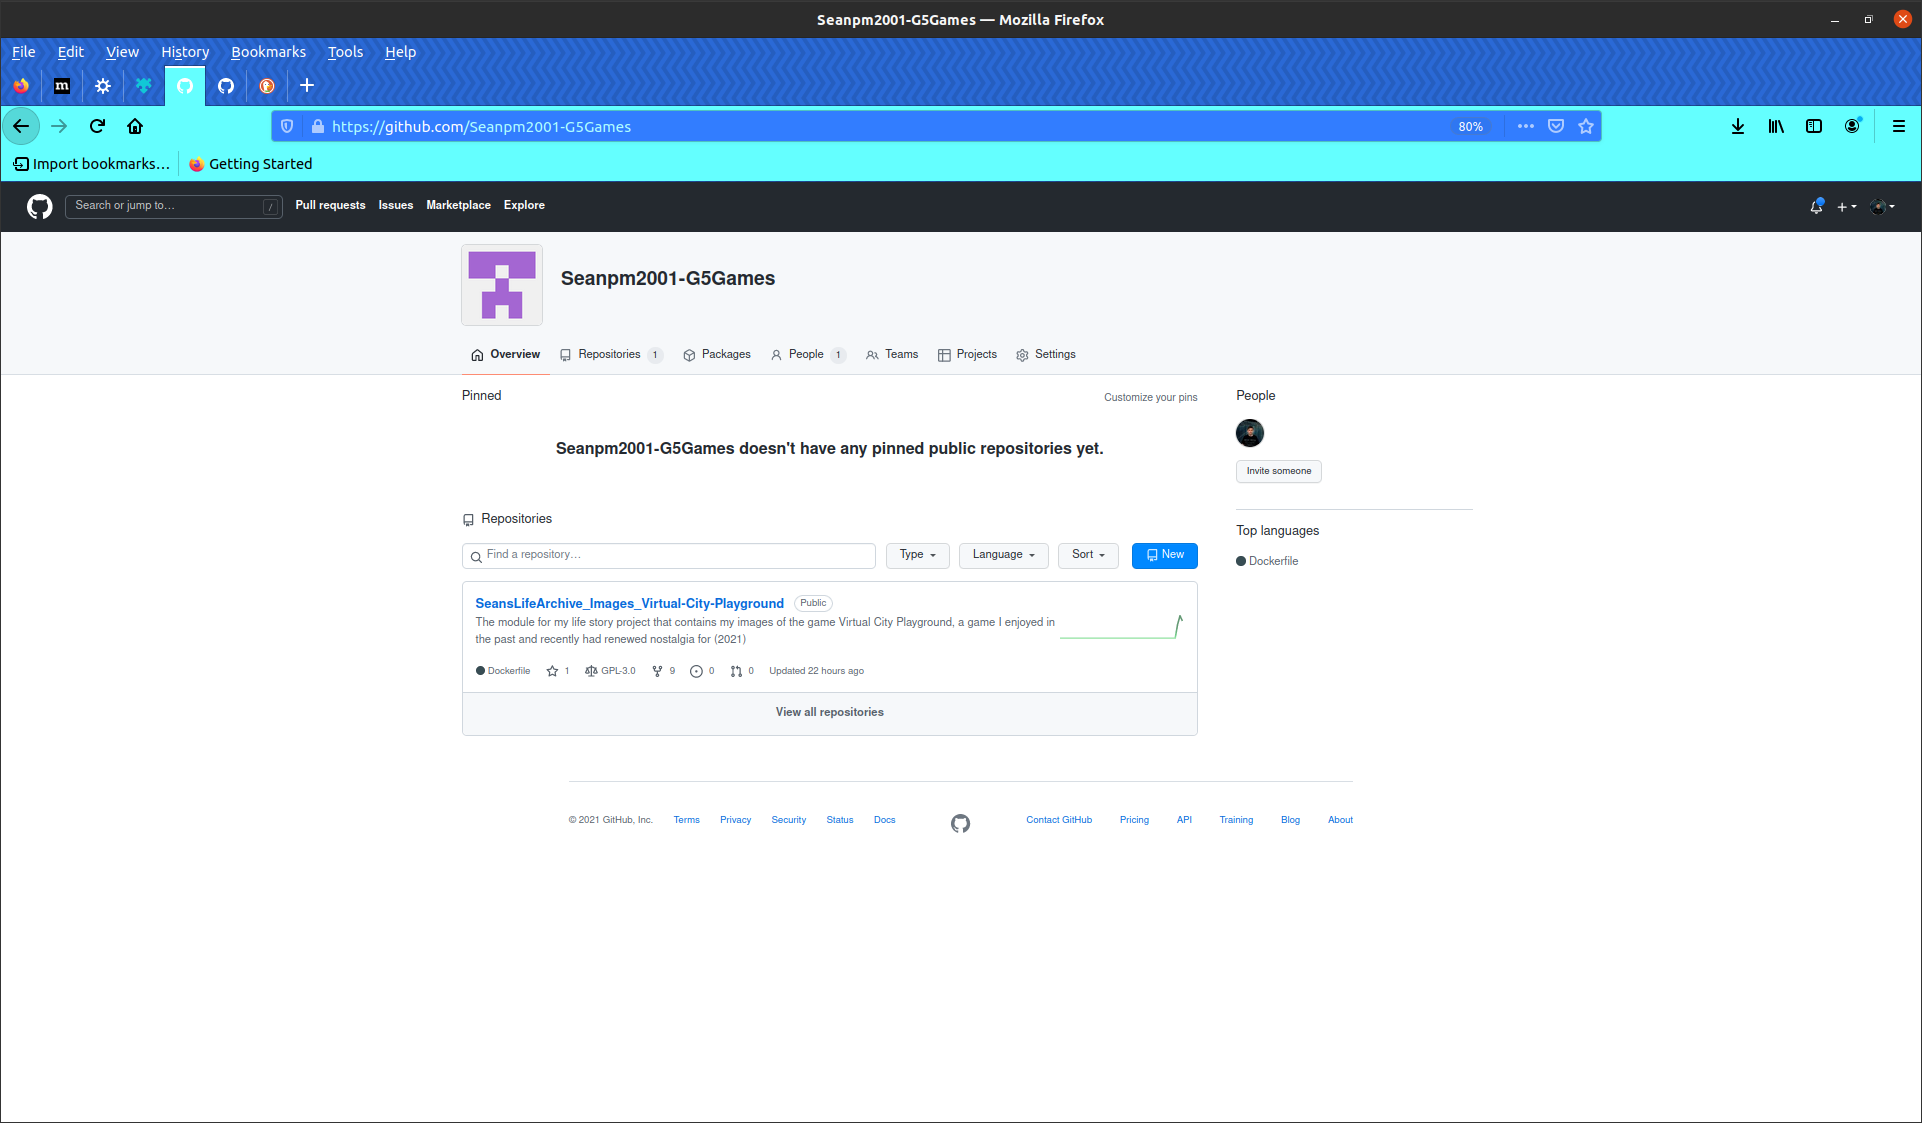 Seanpm2001-G5Games — Mozilla Firefox
File Edit View History Bookmarks Tools Help
m
https://github.com/Seanpm2001-G5Games 80%
Import bookmarks… Getting Started
Search or jump to… / Pull requests Issues Marketplace Explore
Seanpm2001-G5Games
Overview Repositories 1 Packages People 1 Teams Projects Settings
Pinned Customize your pins People
Seanpm2001-G5Games doesn't have any pinned public repositories yet.
Invite someone
Repositories
Top languages
Find a repository… Type Language Sort New
Dockerfile
SeansLifeArchive_Images_Virtual-City-Playground Public
The module for my life story project that contains my images of the game Virtual City Playground, a game I enjoyed in
the past and recently had renewed nostalgia for (2021)
Dockerfile 1 GPL-3.0 9 0 0 Updated 22 hours ago
View all repositories
© 2021 GitHub, Inc. Terms Privacy Security Status Docs Contact GitHub Pricing API Training Blog About